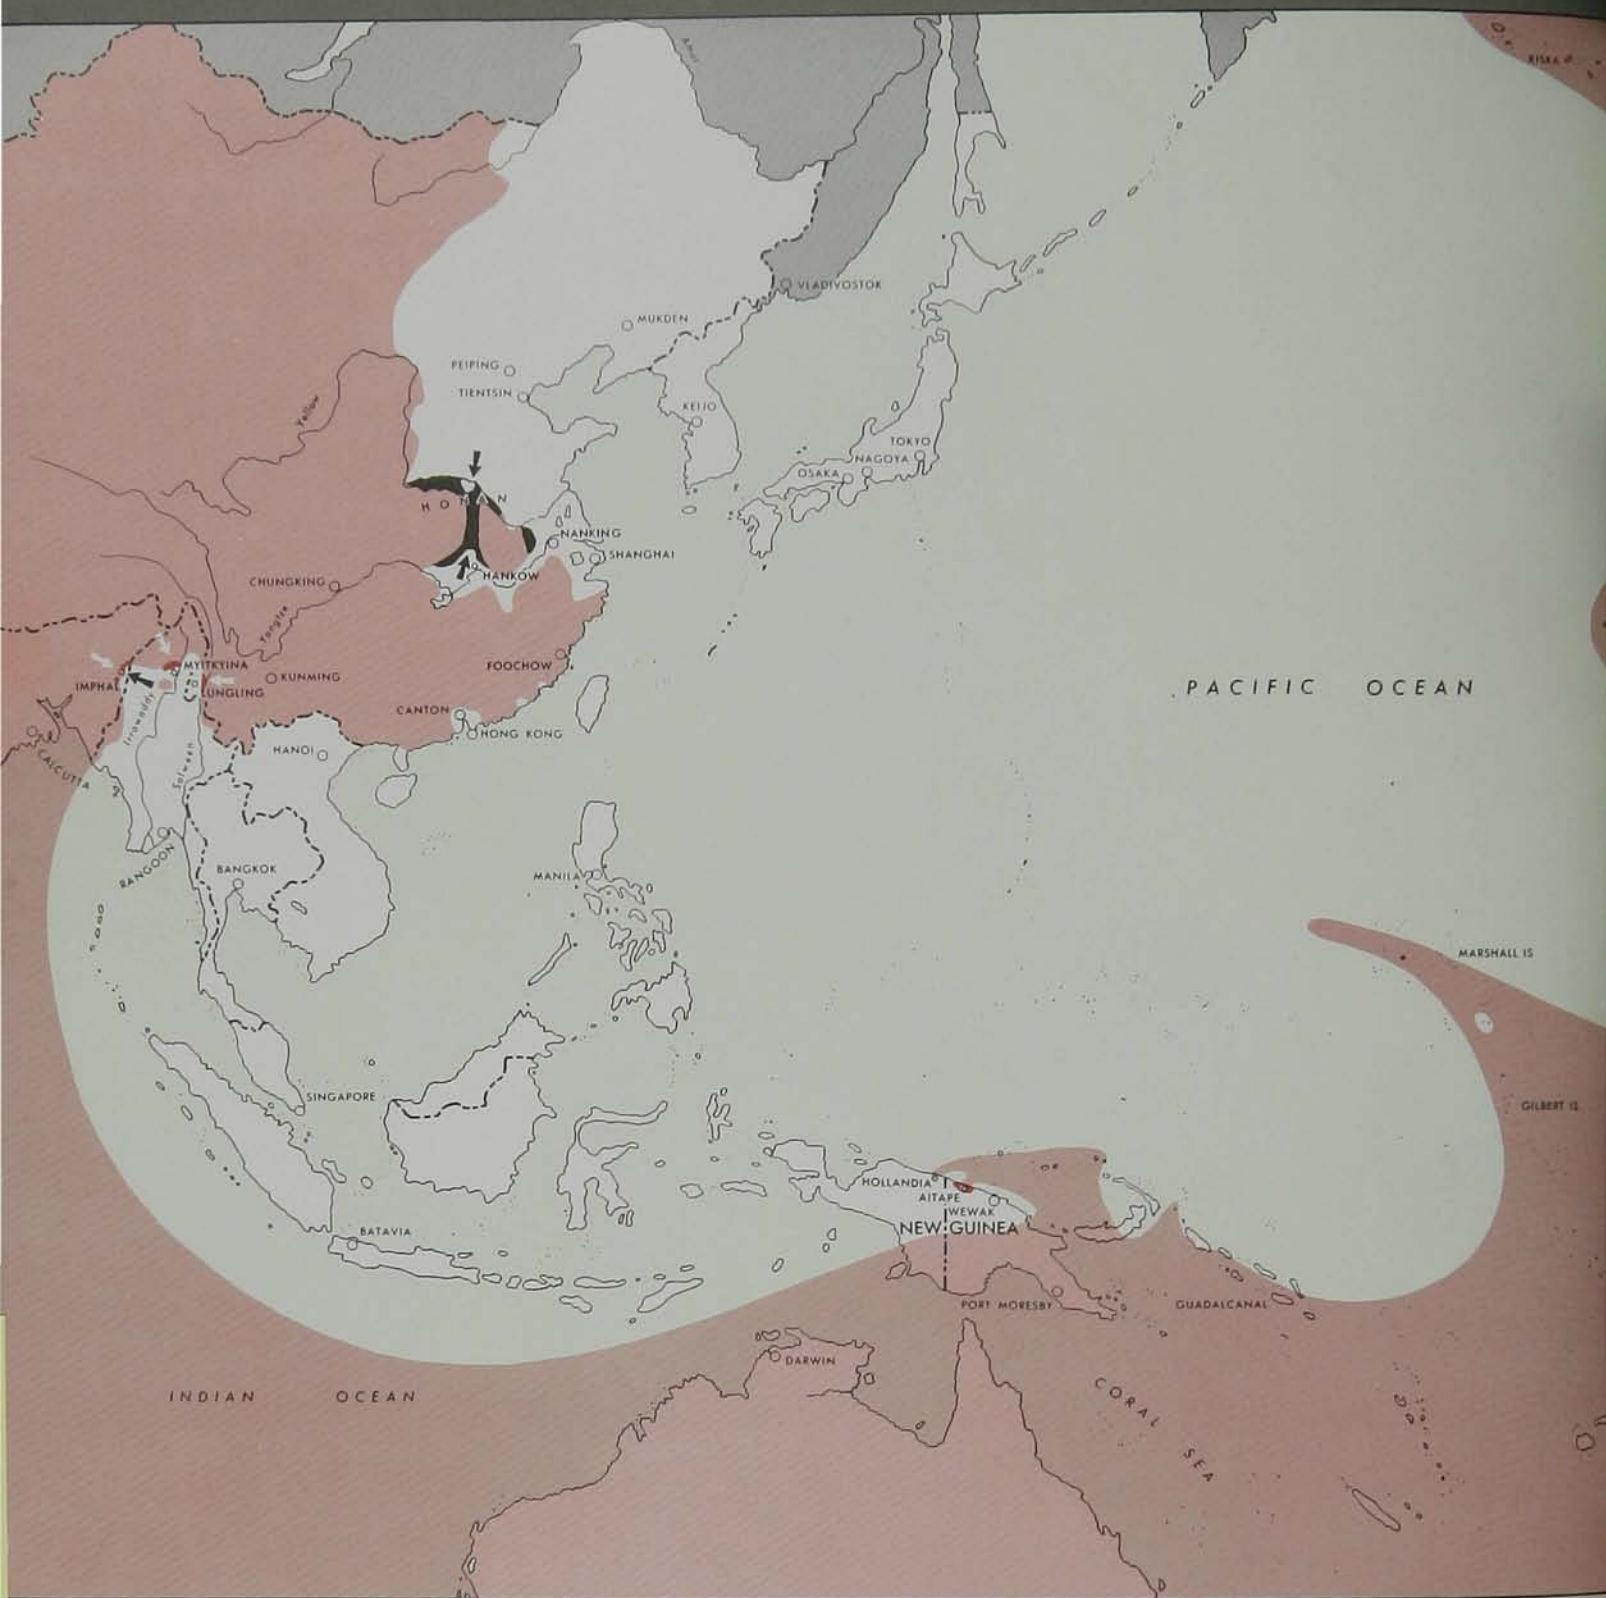 Amur
KISKA
VLADIVOSTOK
MUKDEN
PEIPING
TIENTSIN
KEIJO
Yellow
TOKYO
NAGOYA
OSAKA
HONAN
NANKING
SHANGHAI
HANKOW
CHUNGKING
Yangtze
MYITKYINA
FOOCHOW
KUNMING
IMPHAL
LUNGLING
PACIFIC OCEAN
Irrawaddy
CANTON
HONG KONG
Salween
HANOI
CALCUTTA
RANGOON
BANGKOK
MANILA
MARSHALL IS
SINGAPORE
GILBERT IS
HOLLANDIA
AITAPE
WEWAK
NEW GUINEA
BATAVIA
PORT MORESBY
GUADALCANAL
DARWIN
INDIAN OCEAN
CORAL SEA